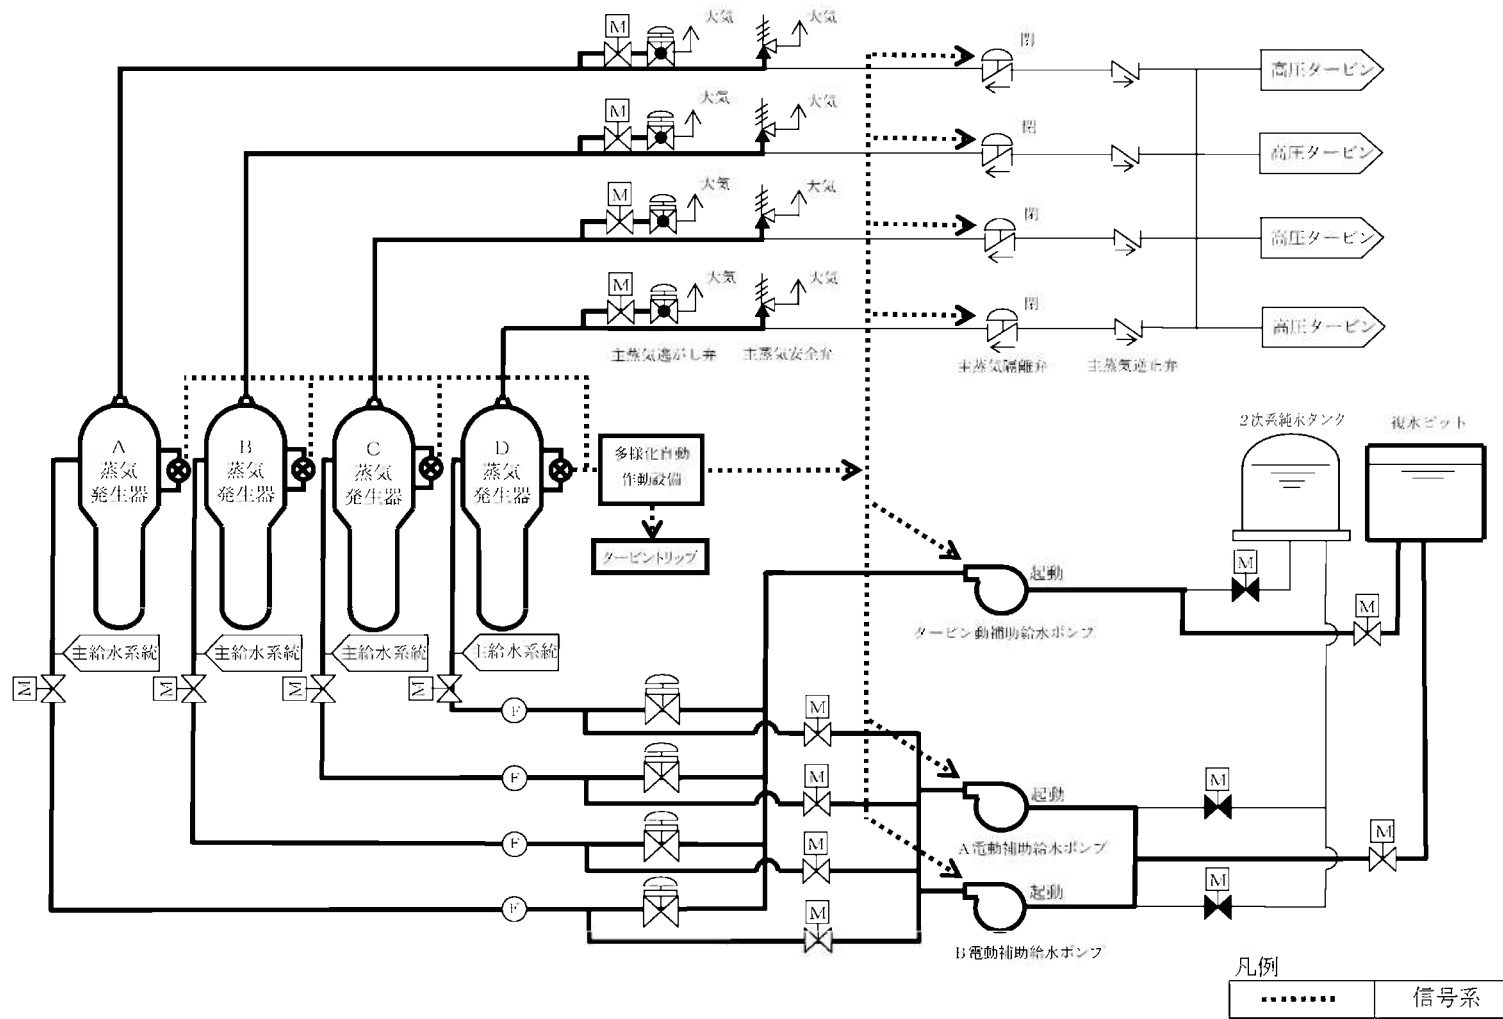 M
大気
大気
閉
高圧タービン
M
大気
大気
閉
高圧タービン
M
大気
大気
閉
高圧タービン
M
大気
大気
閉
高圧タービン
主蒸気逃がし弁
主蒸気安全弁
主蒸気隔離弁
主蒸気逆止弁
A
蒸気
発生器
B
蒸気
発生器
C
蒸気
発生器
D
蒸気
発生器
多様化自動
作動設備
タービントリップ
2次系純水タンク
復水ピット
M
M
起動
タービン動補助給水ポンプ
主給水系統
主給水系統
主給水系統
主給水系統
M
M
M
M
F
M
F
M
F
M
F
M
起動
A電動補助給水ポンプ
M
M
起動
B電動補助給水ポンプ
M
凡例
信号系